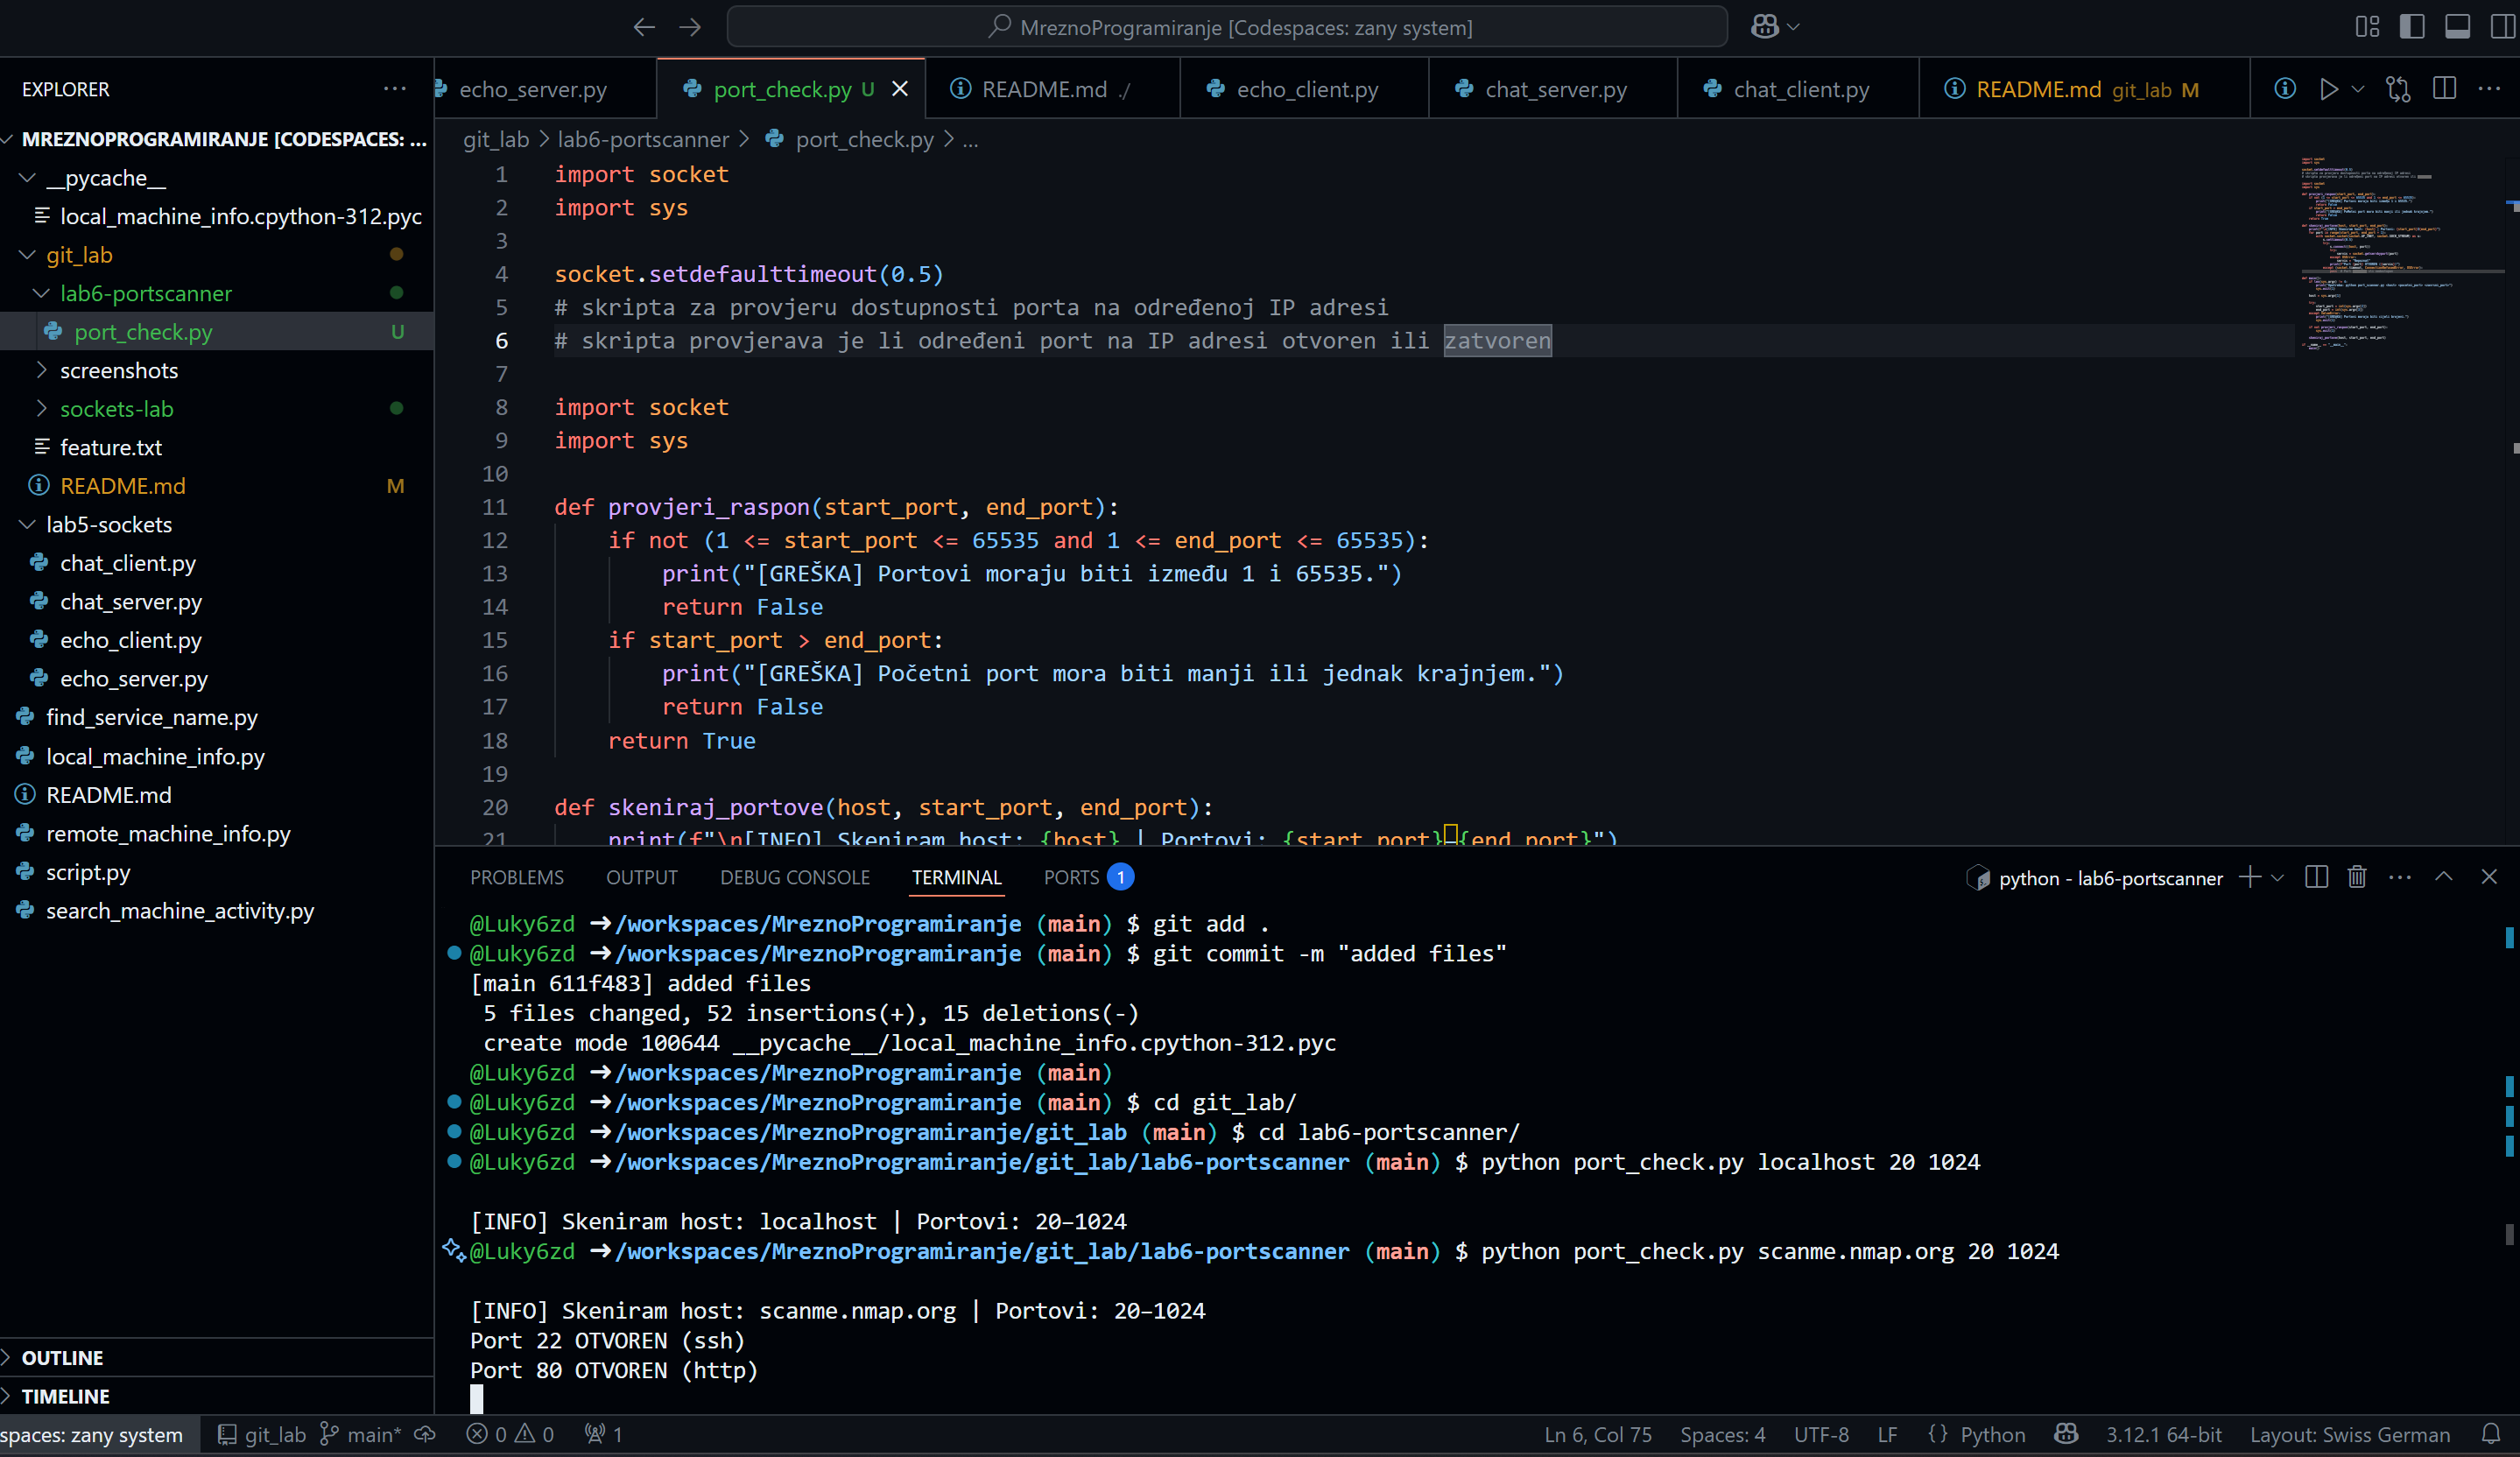 MreznoProgramiranje [Codespaces: zany system]
EXPLORER
echo_server.py
port_check.py U
README.md ./
echo_client.py
chat_server.py
chat_client.py
README.md git_lab M
MREZNOPROGRAMIRANJE [CODESPACES: ...
__pycache__
local_machine_info.cpython-312.pyc
git_lab
lab6-portscanner
port_check.py U
screenshots
sockets-lab
feature.txt
README.md M
lab5-sockets
chat_client.py
chat_server.py
echo_client.py
echo_server.py
find_service_name.py
local_machine_info.py
README.md
remote_machine_info.py
script.py
search_machine_activity.py
OUTLINE
TIMELINE
git_lab > lab6-portscanner > port_check.py > ...
1 import socket
2 import sys
3
4 socket.setdefaulttimeout(0.5)
5 # skripta za provjeru dostupnosti porta na određenoj IP adresi
6 # skripta provjerava je li određeni port na IP adresi otvoren ili zatvoren
7
8 import socket
9 import sys
10
11 def provjeri_raspon(start_port, end_port):
12 if not (1 <= start_port <= 65535 and 1 <= end_port <= 65535):
13 print("[GREŠKA] Portovi moraju biti između 1 i 65535.")
14 return False
15 if start_port > end_port:
16 print("[GREŠKA] Početni port mora biti manji ili jednak krajnjem.")
17 return False
18 return True
19
20 def skeniraj_portove(host, start_port, end_port):
21 print(f"\n[INFO] Skeniram host: {host} | Portovi: {start_port}–{end_port}")
PROBLEMS OUTPUT DEBUG CONSOLE TERMINAL PORTS 1
python - lab6-portscanner
@Luky6zd ➜/workspaces/MreznoProgramiranje (main) $ git add .
@Luky6zd ➜/workspaces/MreznoProgramiranje (main) $ git commit -m "added files"
[main 611f483] added files
5 files changed, 52 insertions(+), 15 deletions(-)
create mode 100644 __pycache__/local_machine_info.cpython-312.pyc
@Luky6zd ➜/workspaces/MreznoProgramiranje (main)
@Luky6zd ➜/workspaces/MreznoProgramiranje (main) $ cd git_lab/
@Luky6zd ➜/workspaces/MreznoProgramiranje/git_lab (main) $ cd lab6-portscanner/
@Luky6zd ➜/workspaces/MreznoProgramiranje/git_lab/lab6-portscanner (main) $ python port_check.py localhost 20 1024
[INFO] Skeniram host: localhost | Portovi: 20–1024
@Luky6zd ➜/workspaces/MreznoProgramiranje/git_lab/lab6-portscanner (main) $ python port_check.py scanme.nmap.org 20 1024
[INFO] Skeniram host: scanme.nmap.org | Portovi: 20–1024
Port 22 OTVOREN (ssh)
Port 80 OTVOREN (http)
spaces: zany system
git_lab main* 0 0 1
Ln 6, Col 75 Spaces: 4 UTF-8 LF {} Python 3.12.1 64-bit Layout: Swiss German